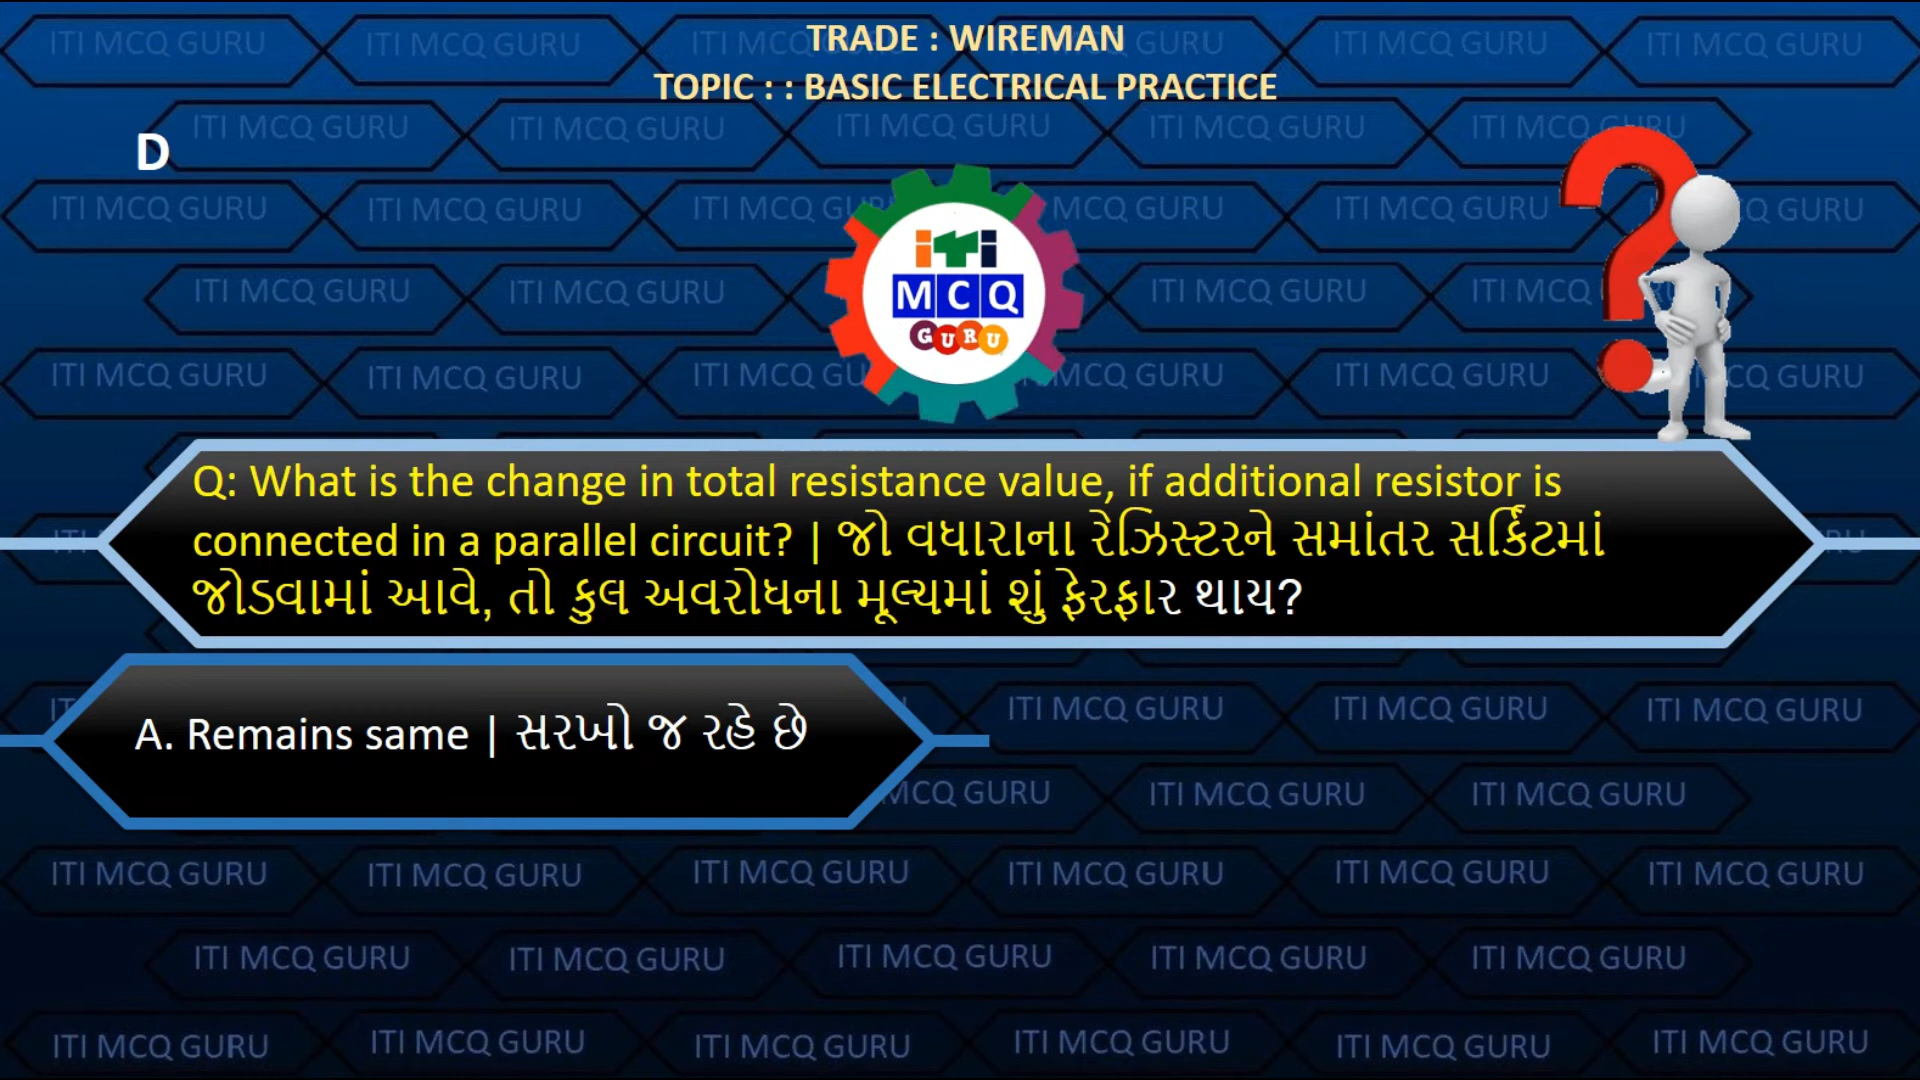 TRADE : WIREMAN
TOPIC : : BASIC ELECTRICAL PRACTICE
D
iTi
MCQ
GURU
Q: What is the change in total resistance value, if additional resistor is
connected in a parallel circuit? | જો વધારાના રેઝિસ્ટરને સમાંતર સર્કિટમાં
જોડવામાં આવે, તો કુલ અવરોધના મૂલ્યમાં શું ફેરફાર થાય?
A. Remains same | સરખો જ રહે છે